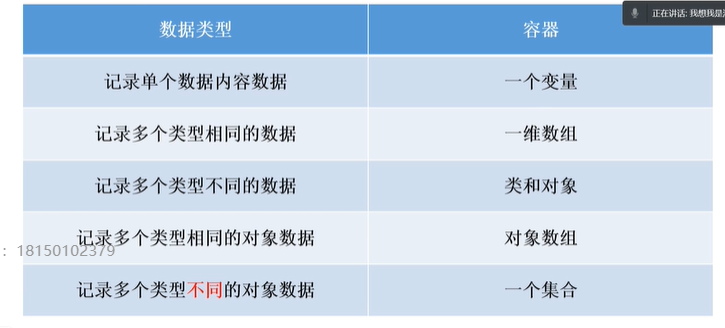 正在讲话: 我想我是
数据类型 容器
记录单个数据内容数据 一个变量
记录多个类型相同的数据 一维数组
记录多个类型不同的数据 类和对象
记录多个类型相同的对象数据 对象数组
: 18150102379
记录多个类型不同的对象数据 一个集合